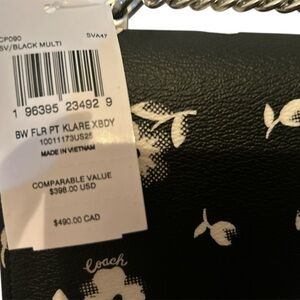 CP090 SVA47
SV/BLACK MULTI
1 96395 23492 9
BW FLR PT KLARE XBDY
10011173US25
MADE IN VIETNAM
COMPARABLE VALUE
$398.00 USD
$490.00 CAD
Coach